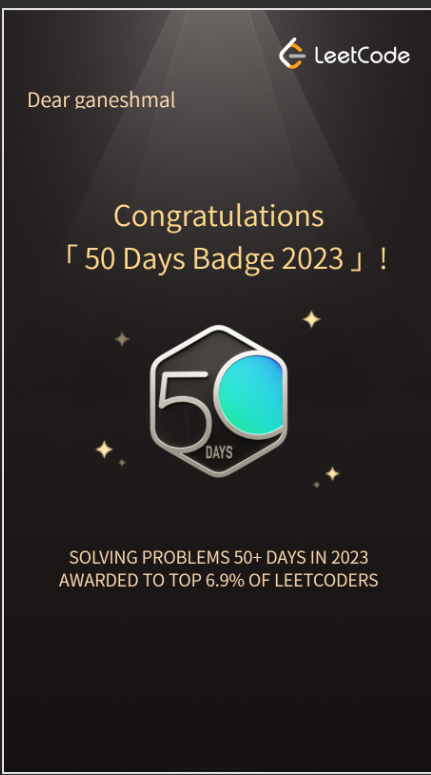 LeetCode
Dear ganeshmal
Congratulations
「 50 Days Badge 2023 」 !
50
DAYS
SOLVING PROBLEMS 50+ DAYS IN 2023
AWARDED TO TOP 6.9% OF LEETCODERS